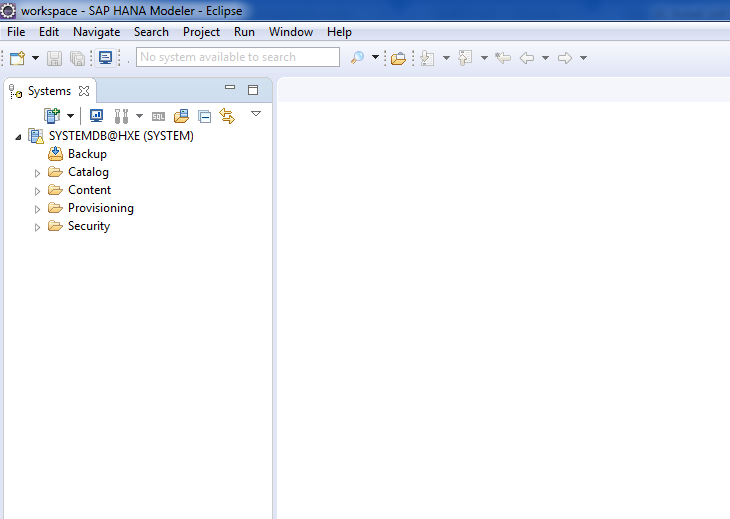 workspace - SAP HANA Modeler - Eclipse
File Edit Navigate Search Project Run Window Help
No system available to search
Systems
SQL
SYSTEMDB@HXE (SYSTEM)
Backup
Catalog
Content
Provisioning
Security